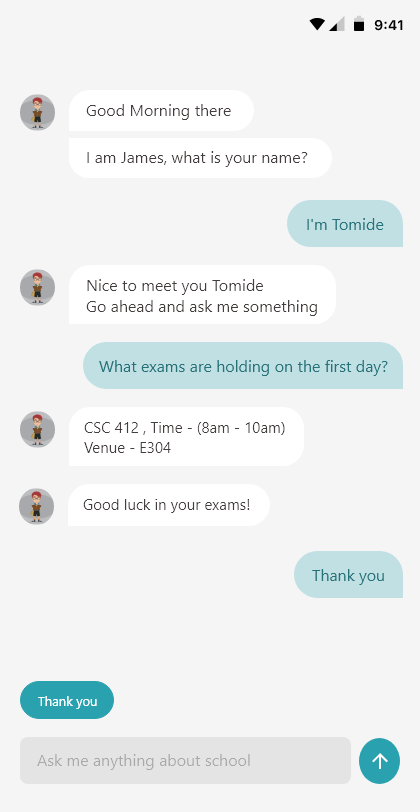 9:41
Good Morning there
I am James, what is your name?
I'm Tomide
Nice to meet you Tomide
Go ahead and ask me something
What exams are holding on the first day?
CSC 412 , Time - (8am - 10am)
Venue - E304
Good luck in your exams!
Thank you
Thank you
Ask me anything about school